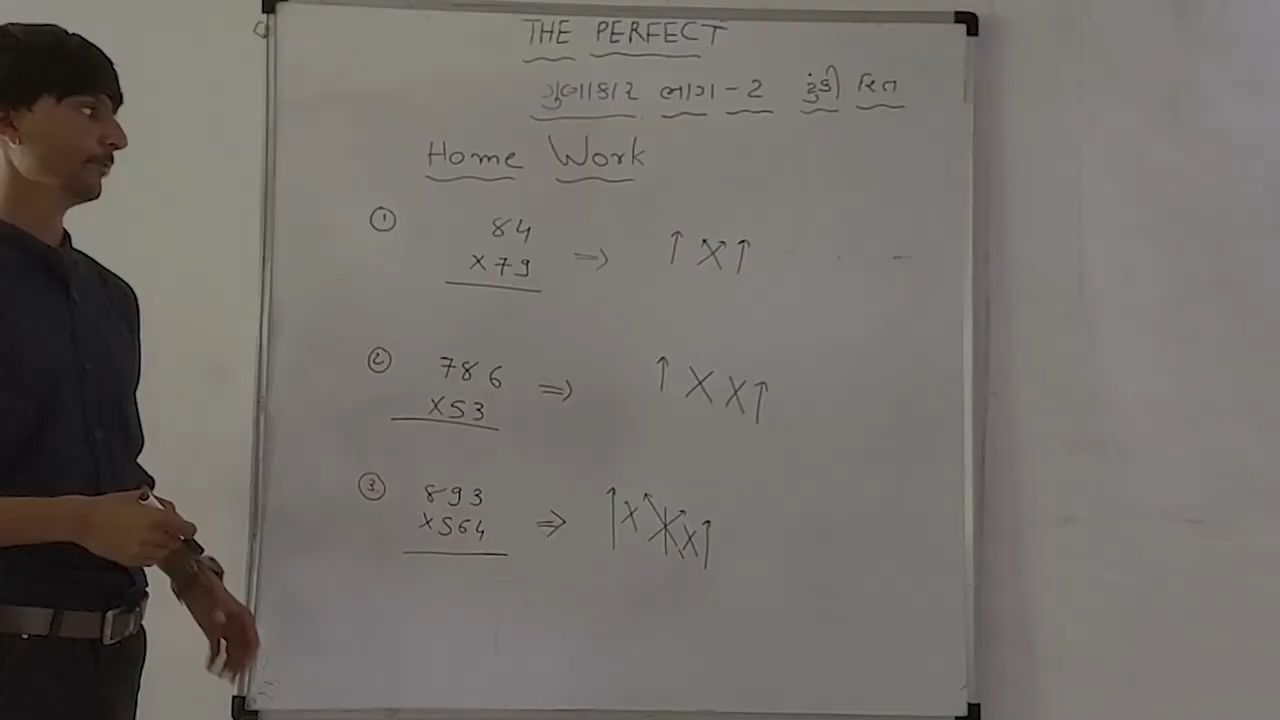 THE PERFECT
ગુણાકાર ભાગ - 2 ટુંકી રિત
Home Work
① 84
×79 ⇒ ↑ X ↑
② 786
×53 ⇒ ↑ X X ↑
③ 893
×564 ⇒ ↑ X X X ↑